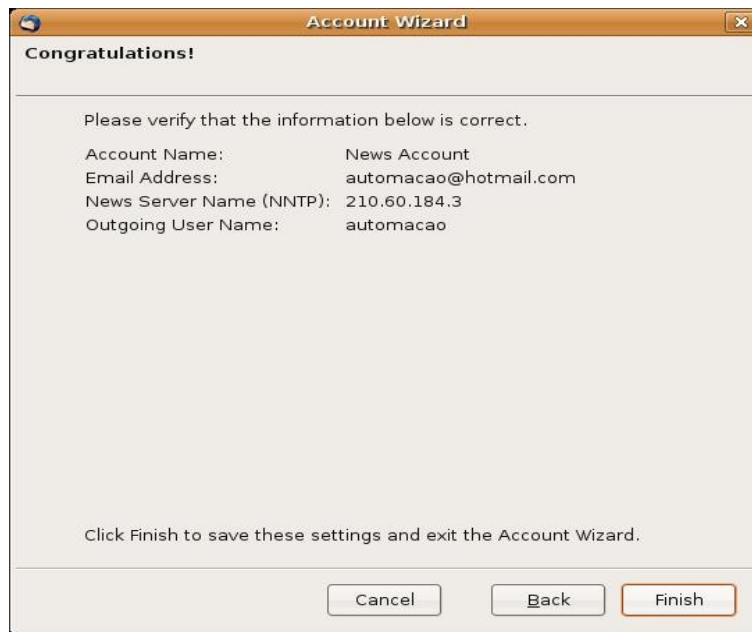 Account Wizard
Congratulations!
Please verify that the information below is correct.
Account Name: News Account
Email Address: automacao@hotmail.com
News Server Name (NNTP): 210.60.184.3
Outgoing User Name: automacao
Click Finish to save these settings and exit the Account Wizard.
Cancel Back Finish